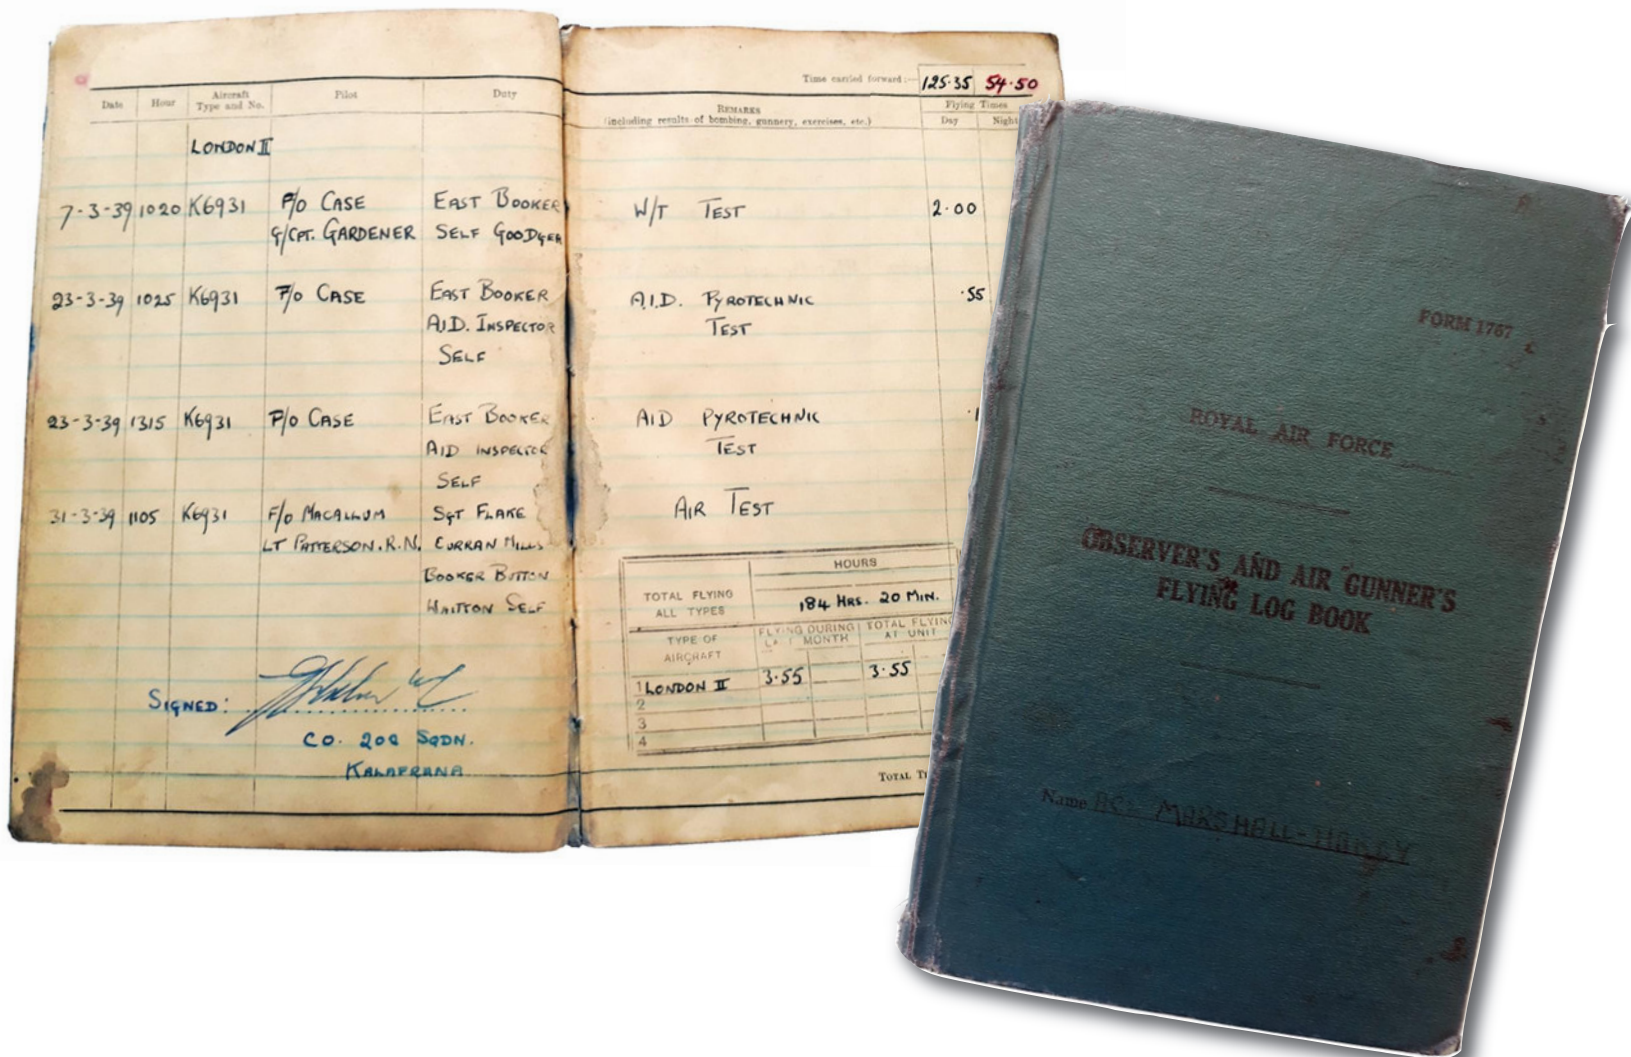 Time carried forward:— 125·35 54·50
Date Hour Aircraft Type and No. Pilot Duty
REMARKS
(including results of bombing, gunnery, exercises, etc.)
Flying Times
Day Night
LONDON II
7-3-39 1020 K6931 P/O CASE EAST BOOKER W/T TEST 2·00
G/CPT. GARDENER SELF GOODYER
23-3-39 1025 K6931 F/O CASE EAST BOOKER A.I.D. PYROTECHNIC ·55
A.I.D. INSPECTOR TEST
SELF
23-3-39 1315 K6931 P/O CASE EAST BOOKER AID PYROTECHNIC
AID INSPECTOR TEST
SELF
31-3-39 1105 K6931 F/O MACALLUM SGT FLAKE AIR TEST
LT PATTERSON. R.N. CURRAN MILLS
BOOKER BUTTON
WAITTON SELF
HOURS
TOTAL FLYING
ALL TYPES 184 HRS. 20 MIN.
TYPE OF
AIRCRAFT
FLYING DURING
LAST MONTH
TOTAL FLYING
AT UNIT
1 LONDON II 3·55 3·55
2
3
4
SIGNED:
CO. 202 SQDN.
KALAFRANA
TOTAL
FORM 1767
ROYAL AIR FORCE
OBSERVER'S AND AIR GUNNER'S
FLYING LOG BOOK
Name AC1 MARSHALL-HARDY